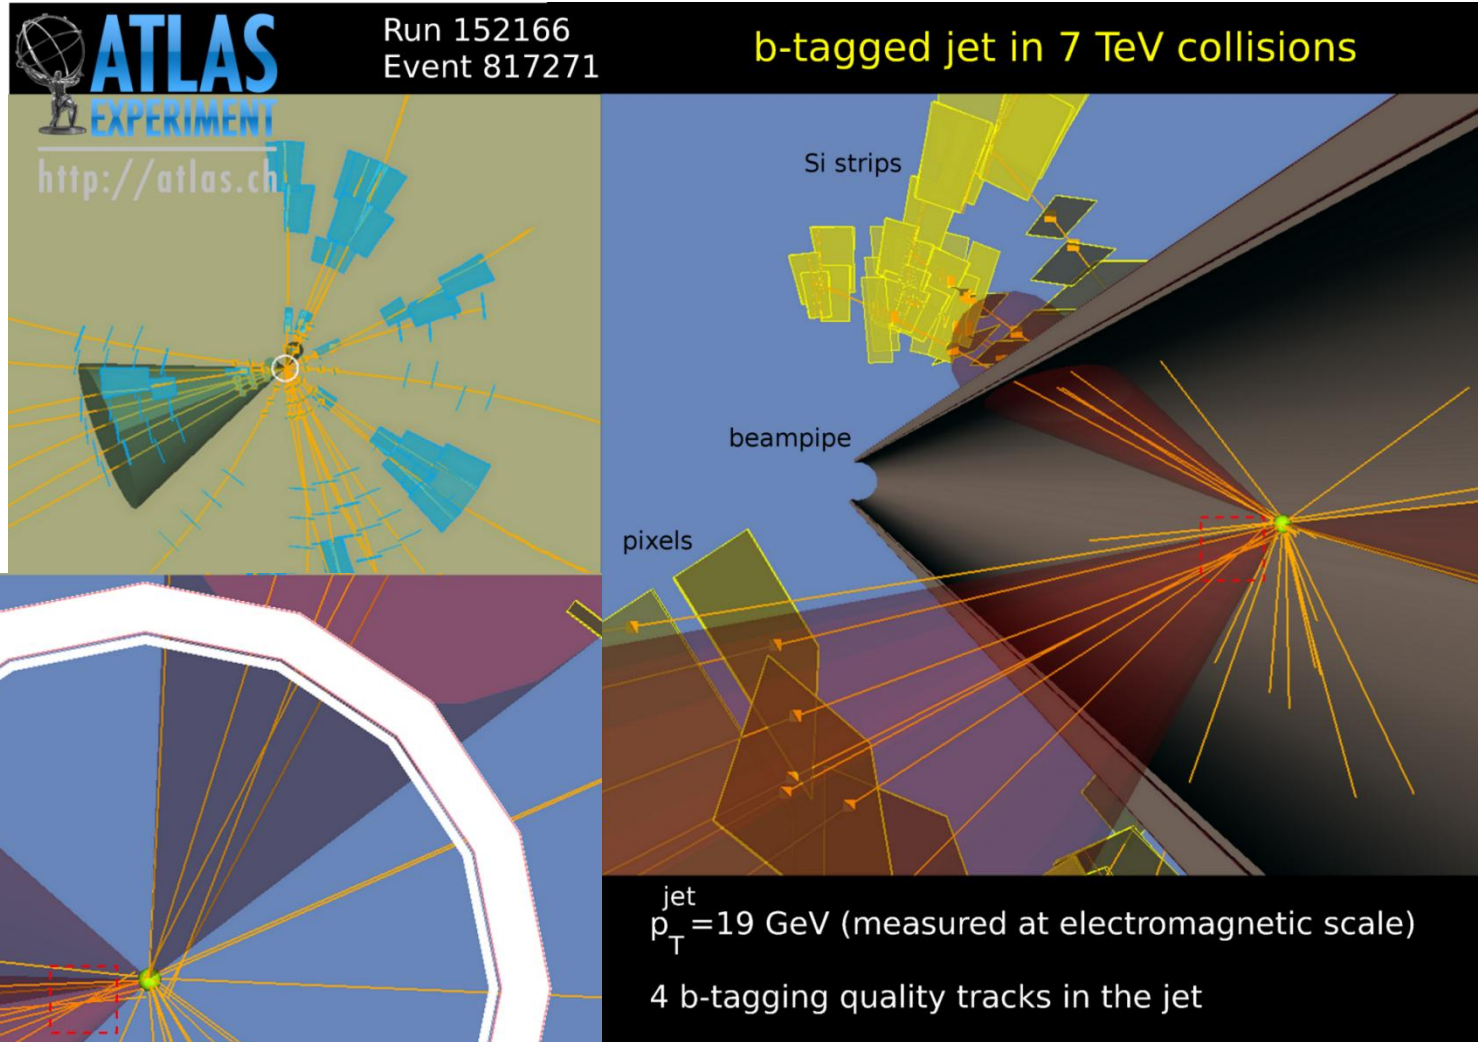 ATLAS
EXPERIMENT
http://atlas.ch
Run 152166
Event 817271
b-tagged jet in 7 TeV collisions
Si strips
beampipe
pixels
p_T^jet=19 GeV (measured at electromagnetic scale)
4 b-tagging quality tracks in the jet